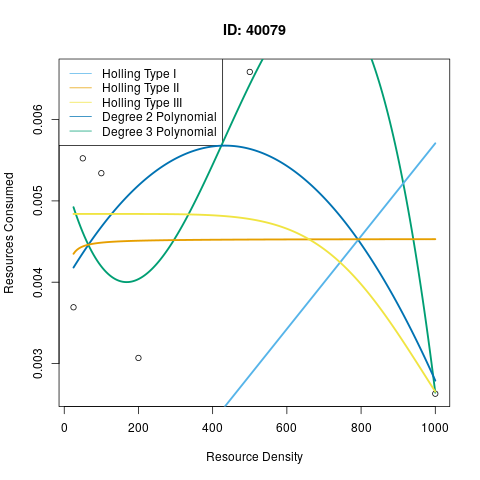 ID: 40079
Holling Type I
Holling Type II
Holling Type III
Degree 2 Polynomial
Degree 3 Polynomial
Resources Consumed
0.006
0.005
0.004
0.003
0 200 400 600 800 1000
Resource Density